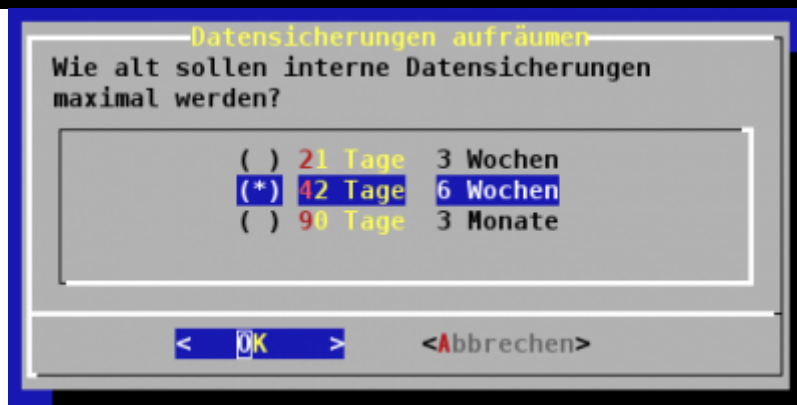 Datensicherungen aufräumen
Wie alt sollen interne Datensicherungen
maximal werden?
( ) 21 Tage 3 Wochen
(*) 42 Tage 6 Wochen
( ) 90 Tage 3 Monate
< OK > <Abbrechen>